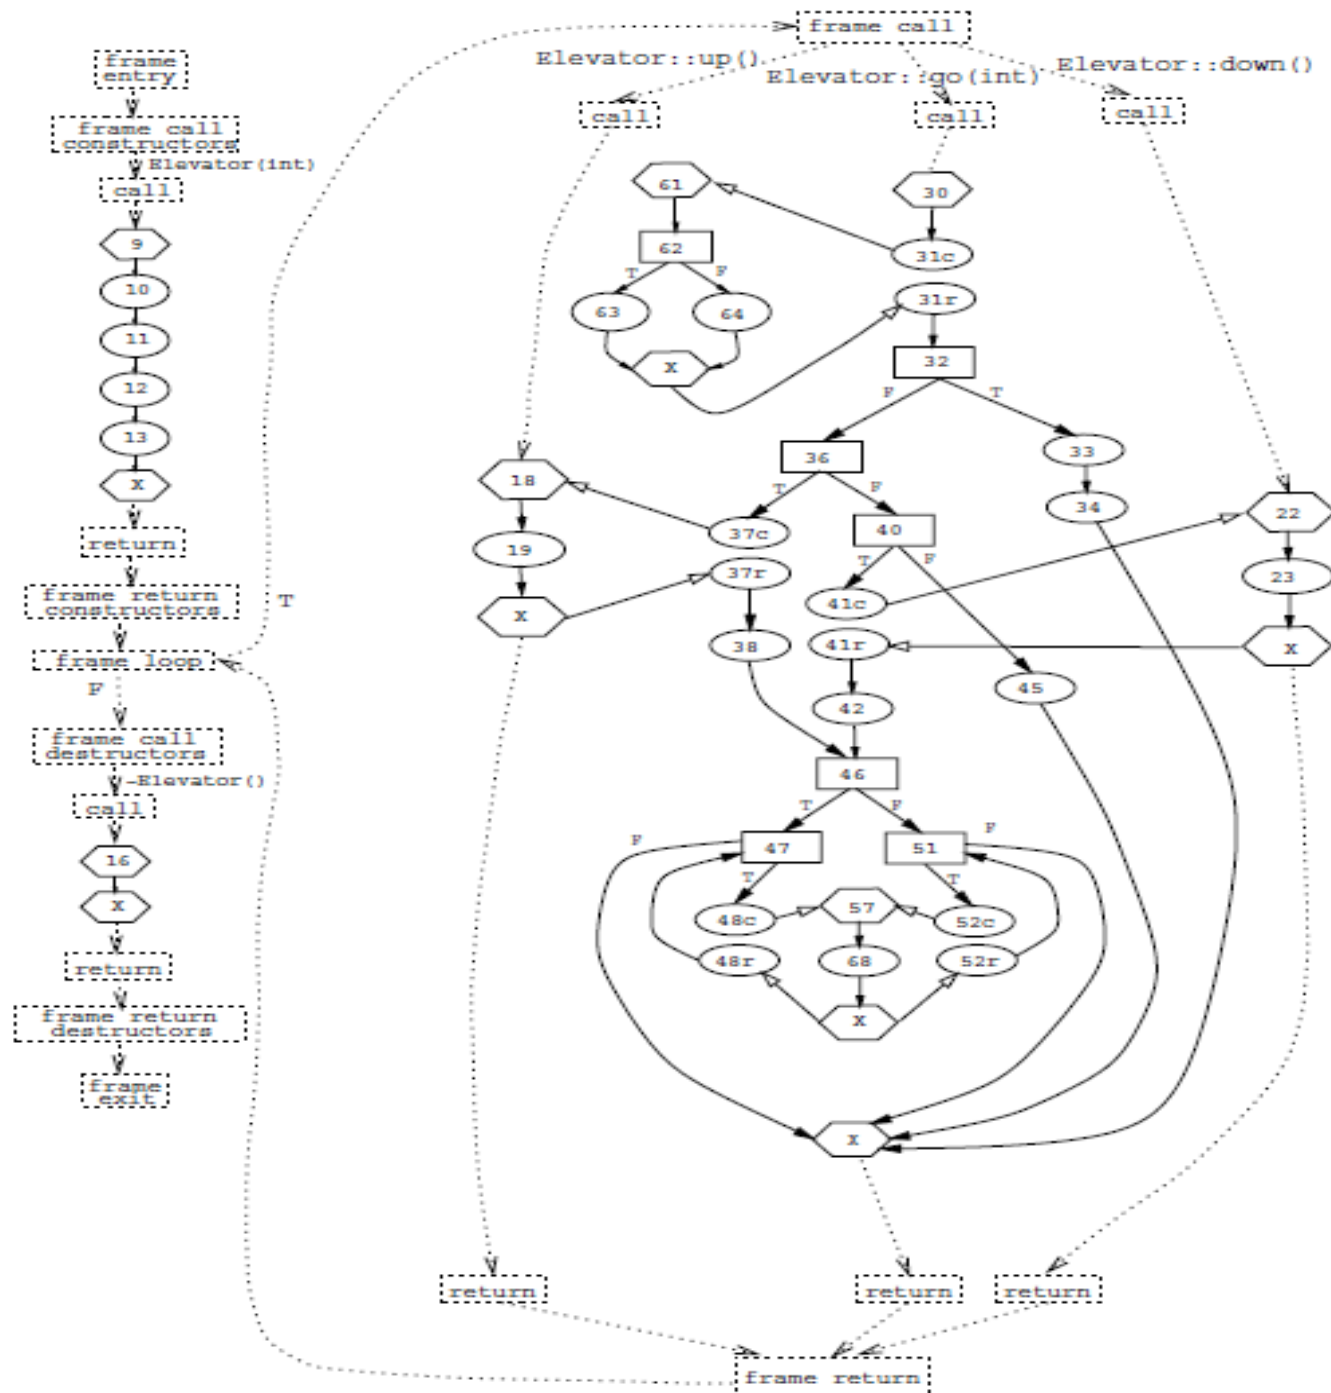 frame call
Elevator::up()
Elevator::go(int)
Elevator::down()
frame
entry
call
call
call
frame call
constructors
Elevator(int)
call
61
30
9
62
31c
T
F
10
63
64
31r
11
X
32
F
T
12
13
36
33
X
18
T
F
34
22
return
37c
40
19
T
F
37r
23
frame return
constructors
T
41c
X
38
41r
X
frame loop
F
45
42
frame call
destructors
~Elevator()
46
call
T
F
F
47
51
F
16
T
T
X
48c
57
52c
return
48r
68
52r
frame return
destructors
X
frame
exit
X
return
return
return
frame return